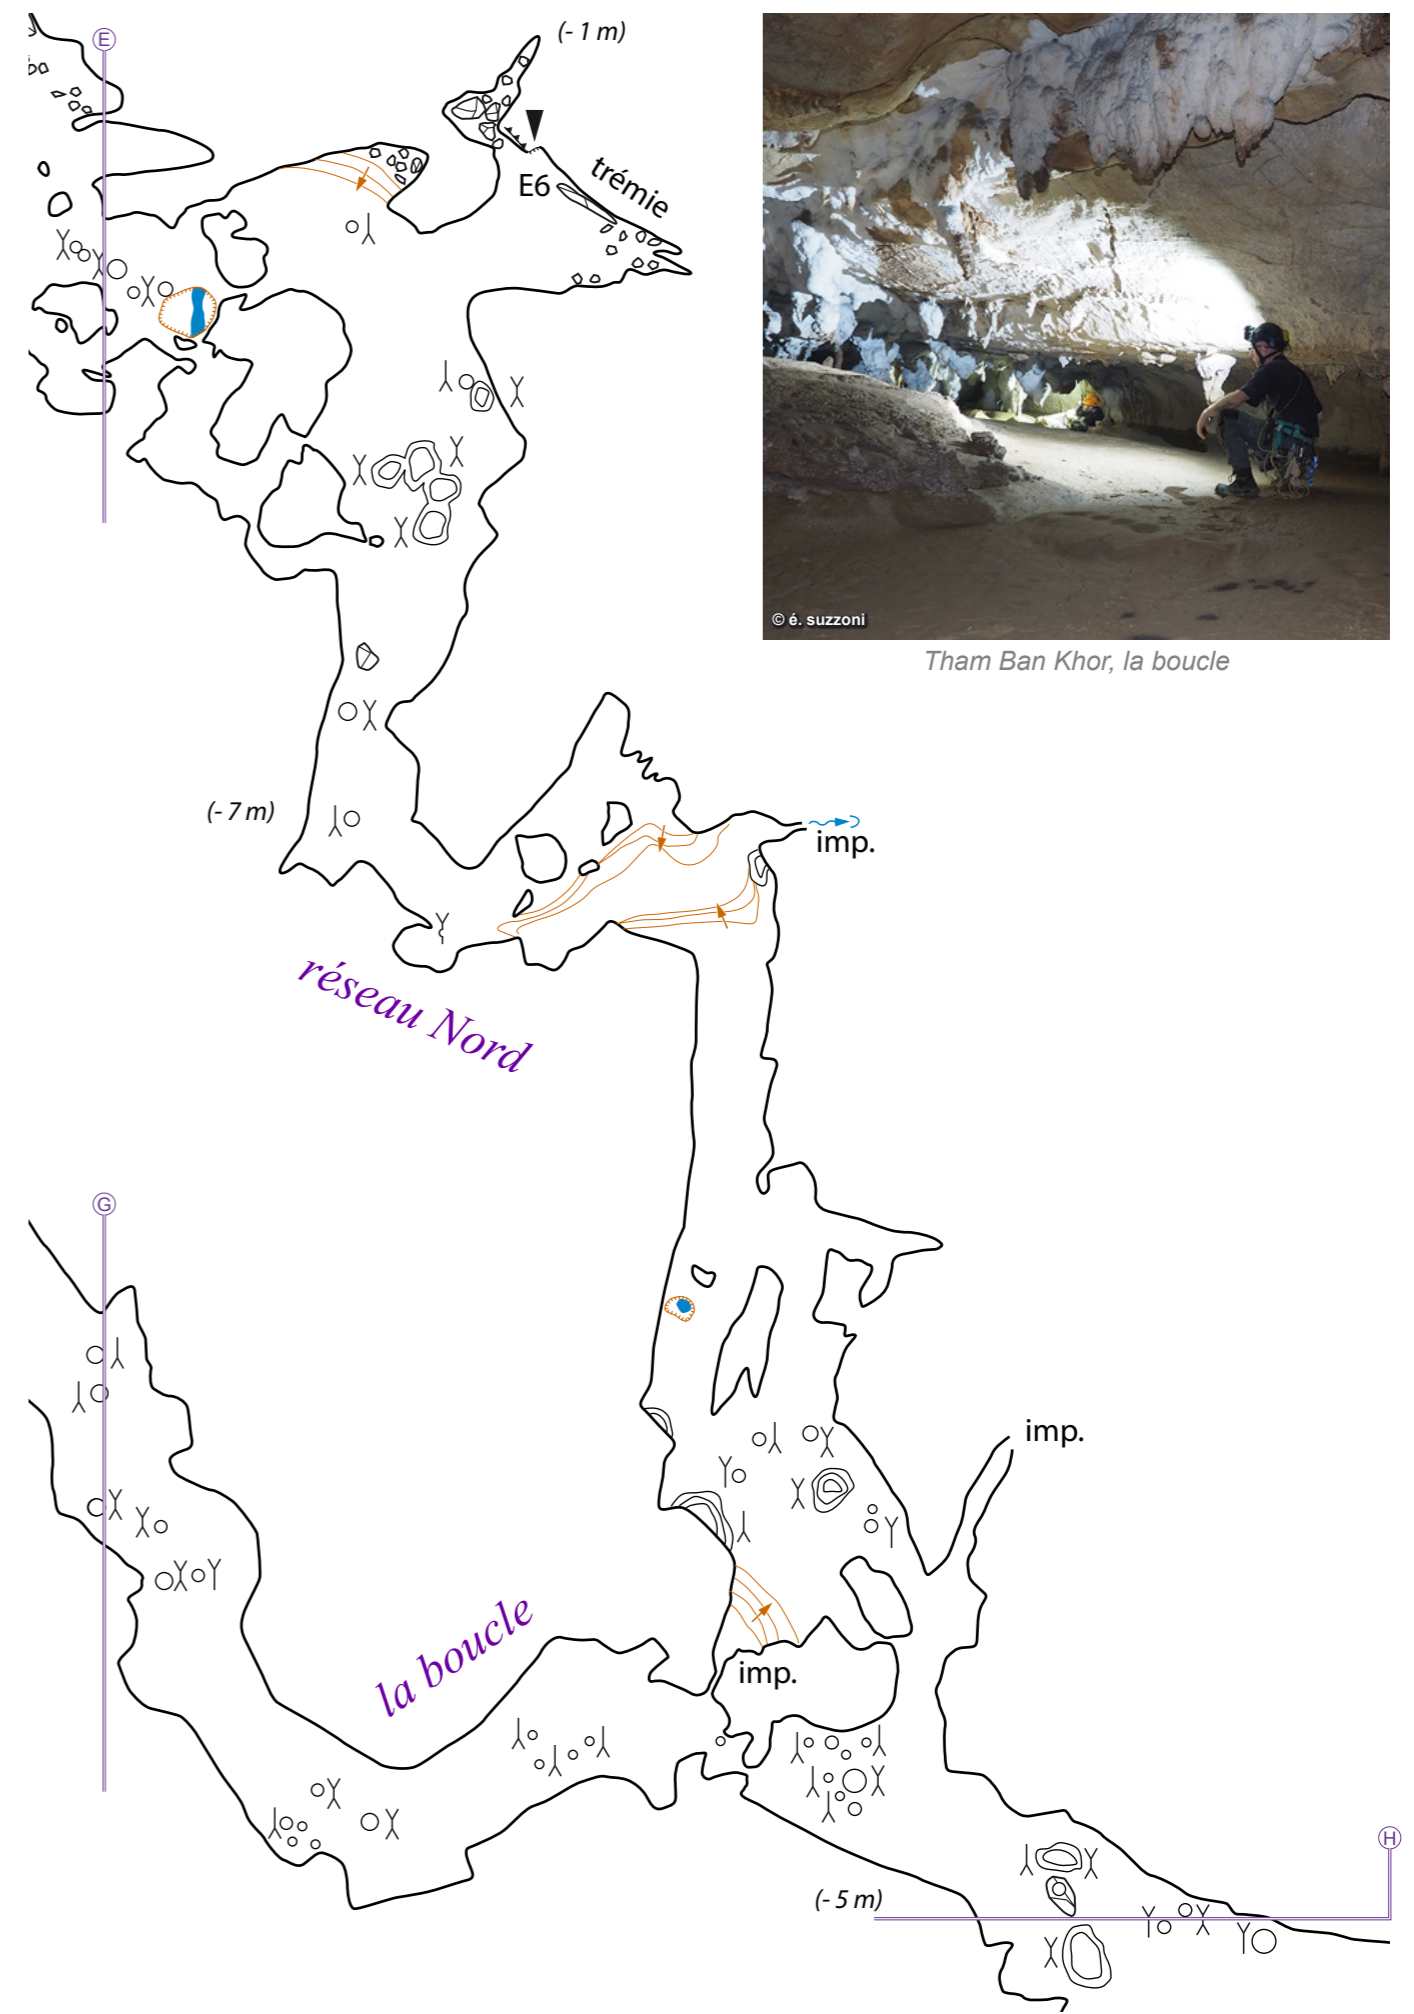 E
(- 1 m)
E6
trémie
© é. suzzoni
Tham Ban Khor, la boucle
(- 7 m)
imp.
réseau Nord
G
imp.
la boucle
imp.
H
(- 5 m)